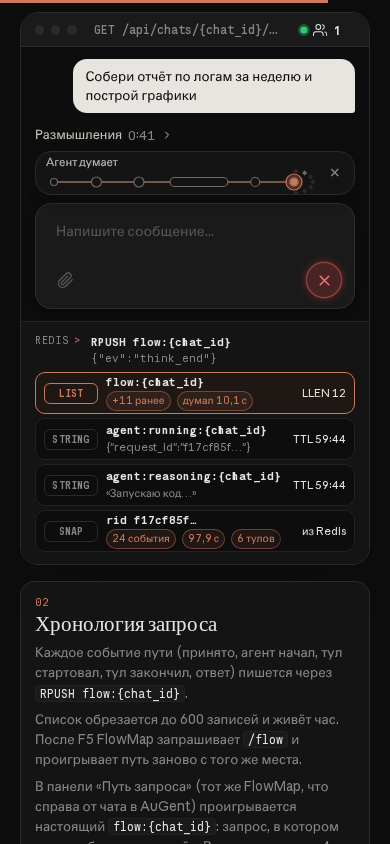 GET /api/chats/{chat_id}/… 1
Собери отчёт по логам за неделю и
построй графики
Размышления 0:41 >
Агент думает
Напишите сообщение…
REDIS > RPUSH flow:{chat_id}
{"ev":"think_end"}
LIST flow:{chat_id} LLEN 12
+11 ранее думал 10,1 с
STRING agent:running:{chat_id} TTL 59:44
{"request_id":"f17cf85f…"}
STRING agent:reasoning:{chat_id} TTL 59:44
«Запускаю код…»
SNAP rid f17cf85f… из Redis
24 события 97,9 с 6 тулов
02
Хронология запроса
Каждое событие пути (принято, агент начал, тул
стартовал, тул закончил, ответ) пишется через
RPUSH flow:{chat_id}.
Список обрезается до 600 записей и живёт час.
После F5 FlowMap запрашивает /flow и
проигрывает путь заново с того же места.
В панели «Путь запроса» (тот же FlowMap, что
справа от чата в AuGent) проигрывается
настоящий flow:{chat_id}: запрос, в котором